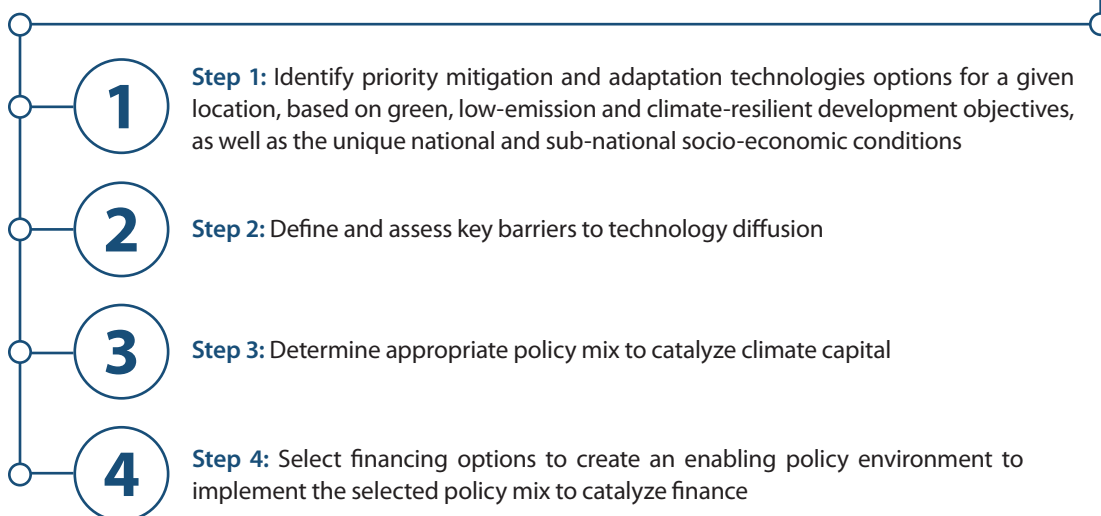 1
Step 1: Identify priority mitigation and adaptation technologies options for a given
location, based on green, low-emission and climate-resilient development objectives,
as well as the unique national and sub-national socio-economic conditions
2
Step 2: Define and assess key barriers to technology diffusion
3
Step 3: Determine appropriate policy mix to catalyze climate capital
4
Step 4: Select financing options to create an enabling policy environment to
implement the selected policy mix to catalyze finance